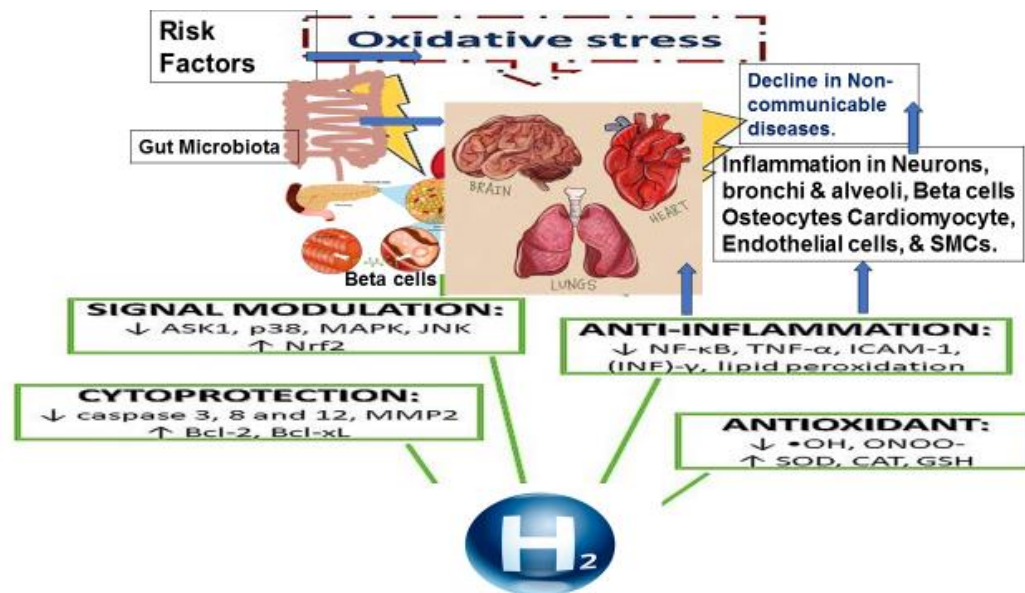 Risk
Factors
Oxidative stress
Gut Microbiota
Decline in Non-
communicable
diseases.
BRAIN
HEART
LUNGS
Inflammation in Neurons,
bronchi & alveoli, Beta cells
Osteocytes Cardiomyocyte,
Endothelial cells, & SMCs.
Beta cells
SIGNAL MODULATION:
↓ ASK1, p38, MAPK, JNK
↑ Nrf2
ANTI-INFLAMMATION:
↓ NF-κB, TNF-α, ICAM-1,
(INF)-γ, lipid peroxidation
CYTOPROTECTION:
↓ caspase 3, 8 and 12, MMP2
↑ Bcl-2, Bcl-xL
ANTIOXIDANT:
↓ •OH, ONOO-
↑ SOD, CAT, GSH
H2